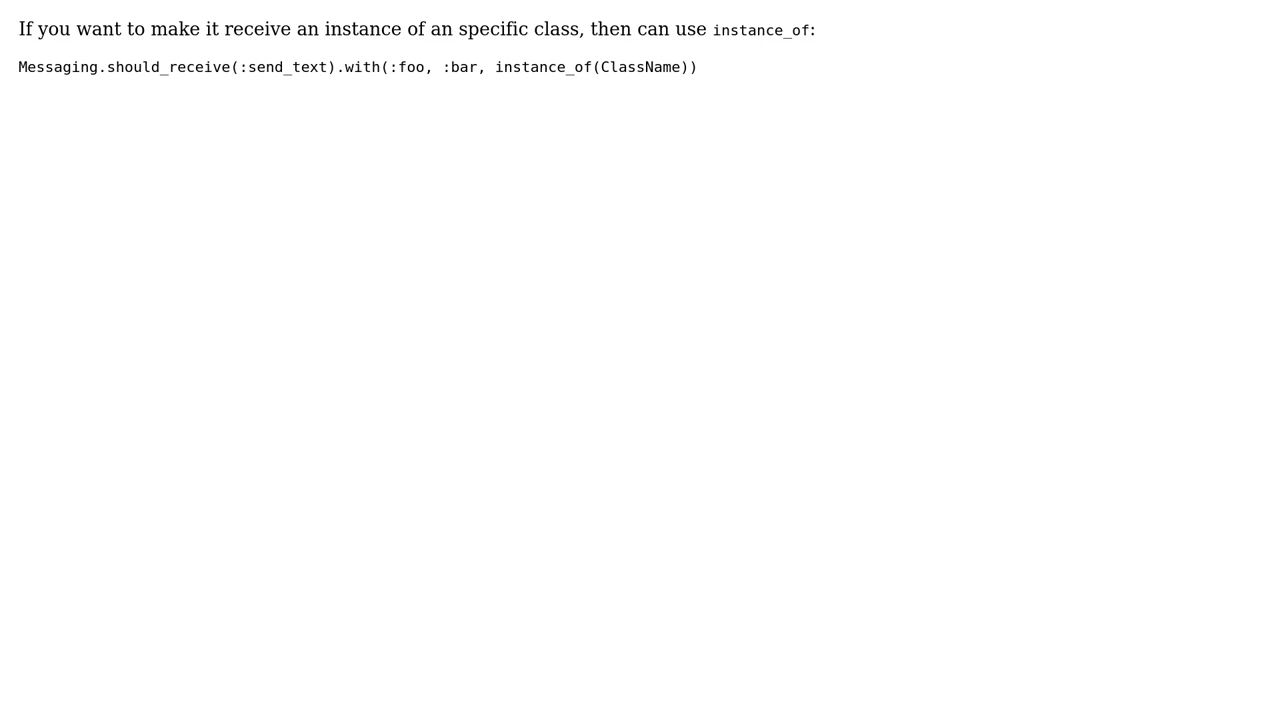 If you want to make it receive an instance of an specific class, then can use instance_of:
Messaging.should_receive(:send_text).with(:foo, :bar, instance_of(ClassName))